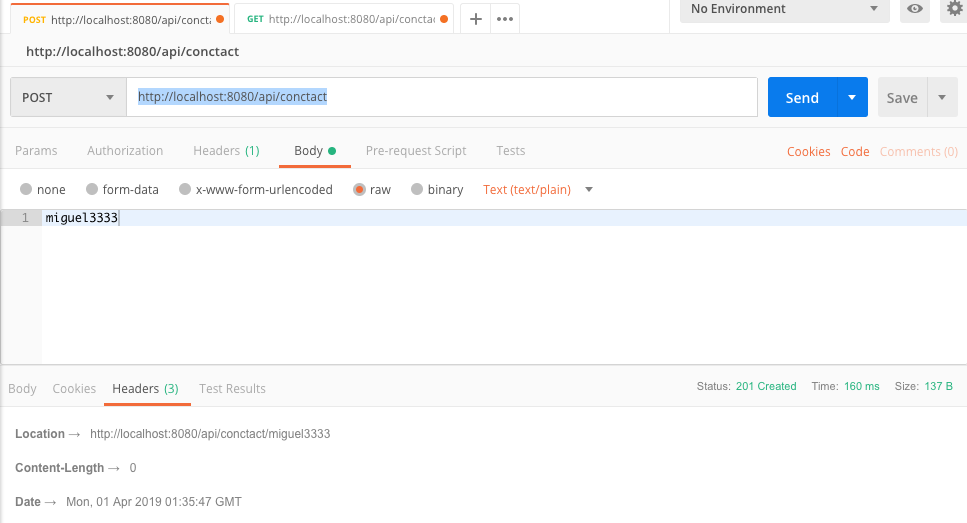 POST http://localhost:8080/api/concta GET http://localhost:8080/api/conctac No Environment
http://localhost:8080/api/conctact
POST http://localhost:8080/api/conctact Send Save
Params Authorization Headers (1) Body Pre-request Script Tests Cookies Code Comments (0)
none form-data x-www-form-urlencoded raw binary Text (text/plain)
1 miguel3333
Body Cookies Headers (3) Test Results Status: 201 Created Time: 160 ms Size: 137 B
Location → http://localhost:8080/api/conctact/miguel3333
Content-Length → 0
Date → Mon, 01 Apr 2019 01:35:47 GMT